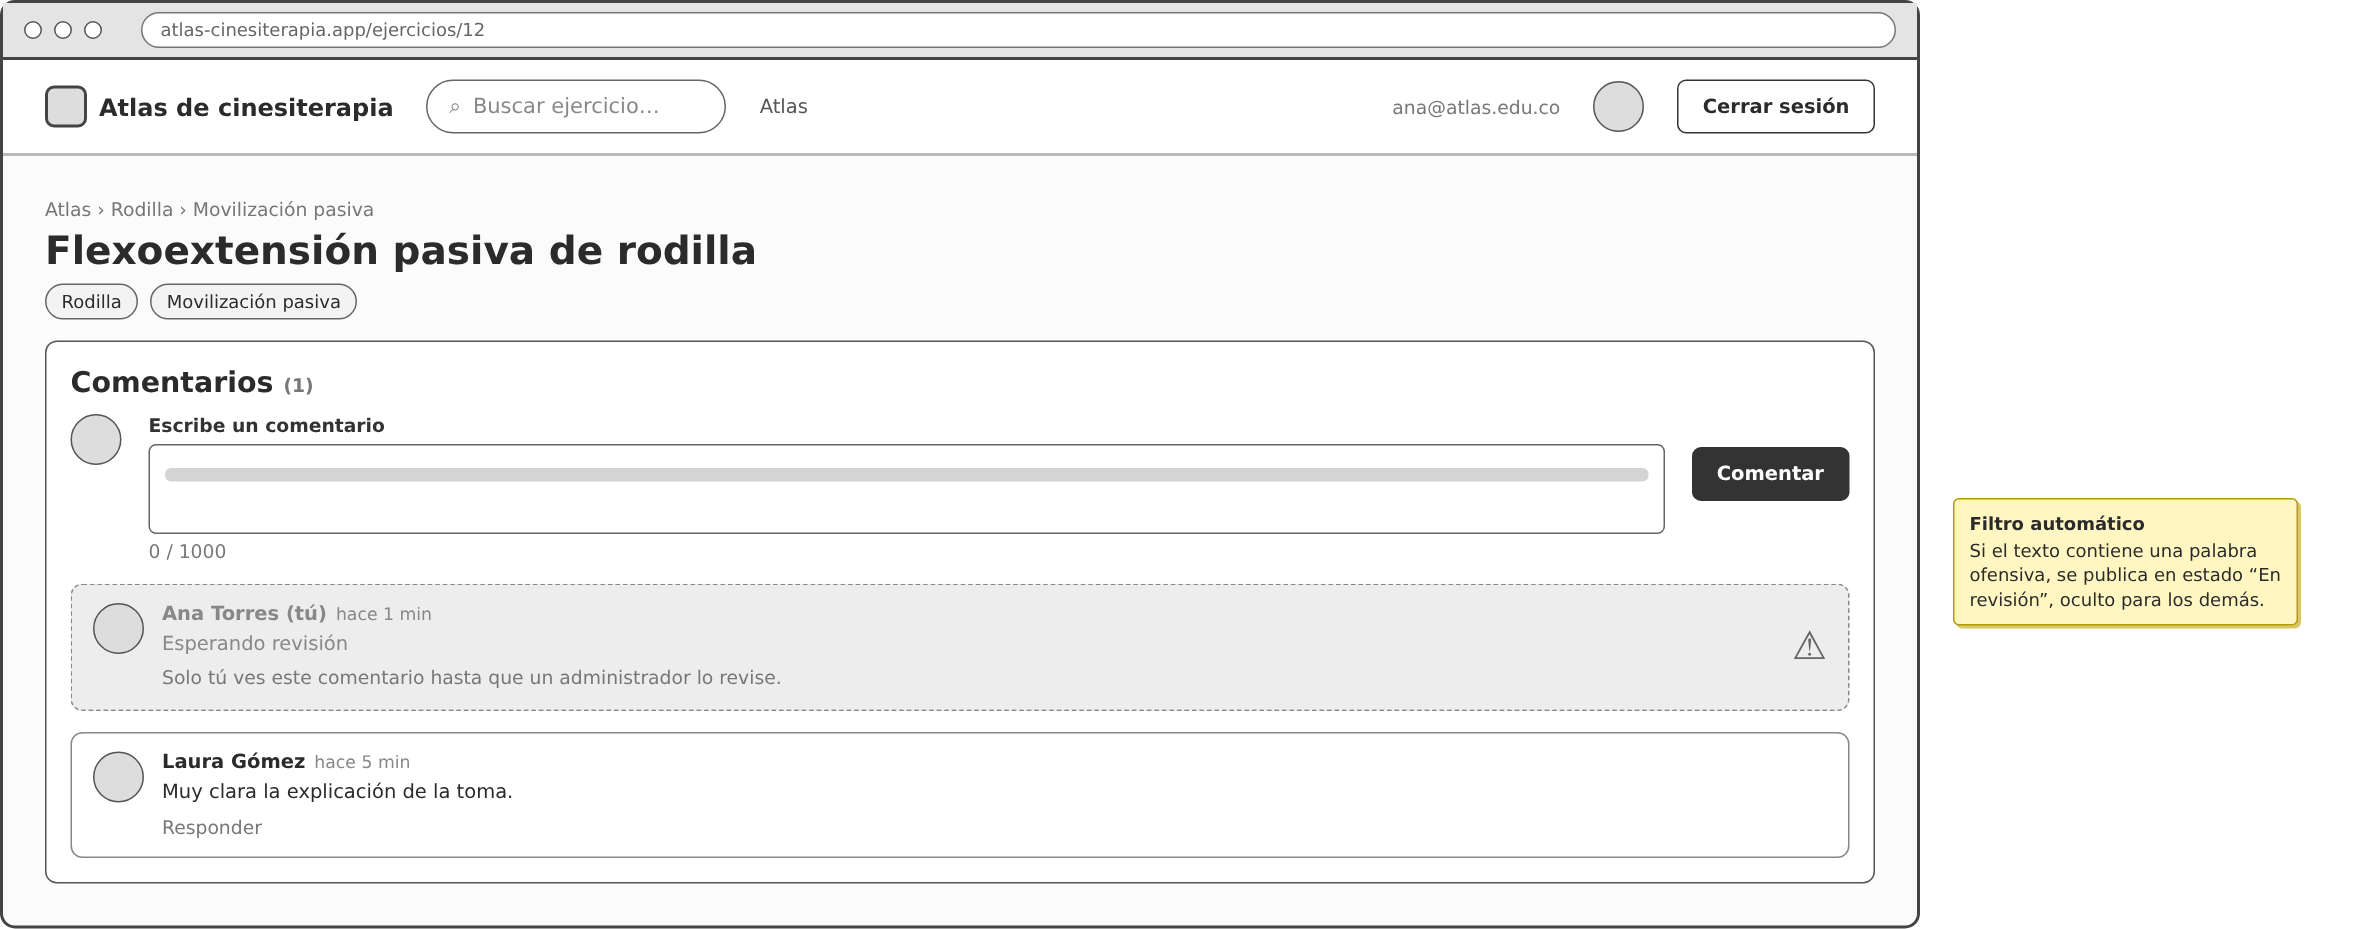 atlas-cinesiterapia.app/ejercicios/12
Atlas de cinesiterapia
⌕ Buscar ejercicio…
Atlas
ana@atlas.edu.co
Cerrar sesión
Atlas › Rodilla › Movilización pasiva
Flexoextensión pasiva de rodilla
Rodilla
Movilización pasiva
Comentarios (1)
Escribe un comentario
Comentar
0 / 1000
Ana Torres (tú) hace 1 min
Esperando revisión
Solo tú ves este comentario hasta que un administrador lo revise.
⚠
Laura Gómez hace 5 min
Muy clara la explicación de la toma.
Responder
Filtro automático
Si el texto contiene una palabra
ofensiva, se publica en estado “En
revisión”, oculto para los demás.